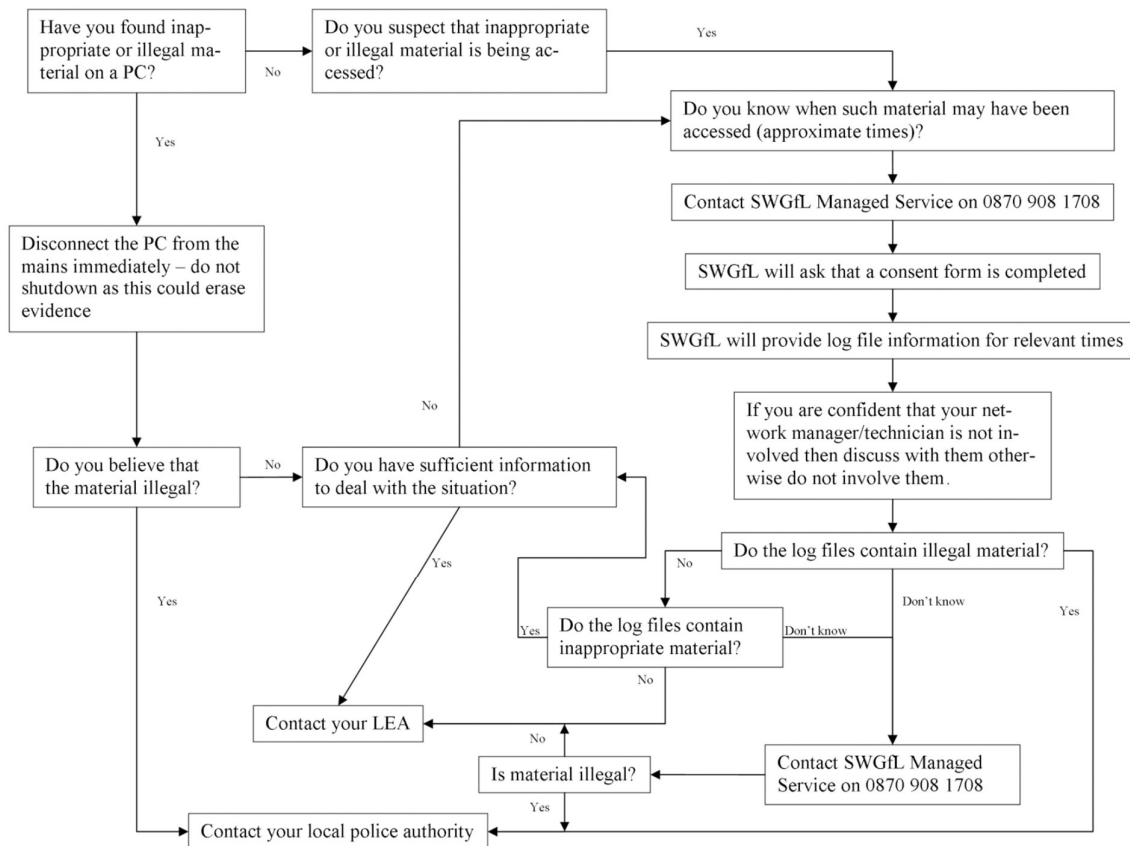 Have you found inap-
propriate or illegal ma-
terial on a PC?
Do you suspect that inappropriate
or illegal material is being ac-
cessed?
Yes
No
Do you know when such material may have been
accessed (approximate times)?
Yes
Contact SWGfL Managed Service on 0870 908 1708
Disconnect the PC from the
mains immediately – do not
shutdown as this could erase
evidence
SWGfL will ask that a consent form is completed
SWGfL will provide log file information for relevant times
No
If you are confident that your net-
work manager/technician is not in-
volved then discuss with them other-
wise do not involve them.
Do you believe that
the material illegal?
No
Do you have sufficient information
to deal with the situation?
Do the log files contain illegal material?
Yes
No
Yes
Don't know
Yes
Do the log files contain
inappropriate material?
Yes
Don't know
No
Contact your LEA
No
Is material illegal?
Contact SWGfL Managed
Service on 0870 908 1708
Yes
Contact your local police authority